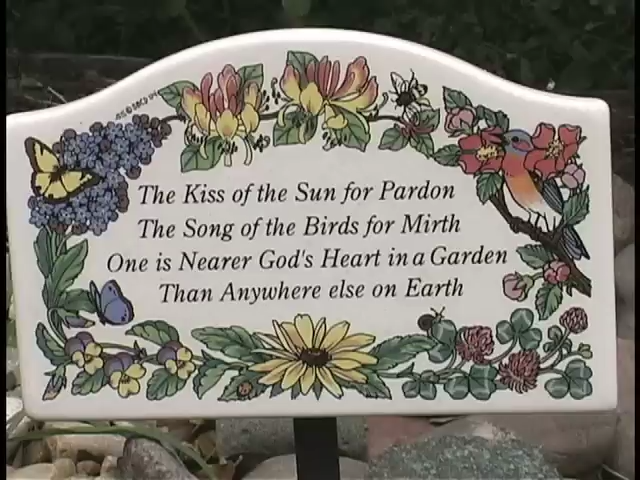 The Kiss of the Sun for Pardon
The Song of the Birds for Mirth
One is Nearer God's Heart in a Garden
Than Anywhere else on Earth